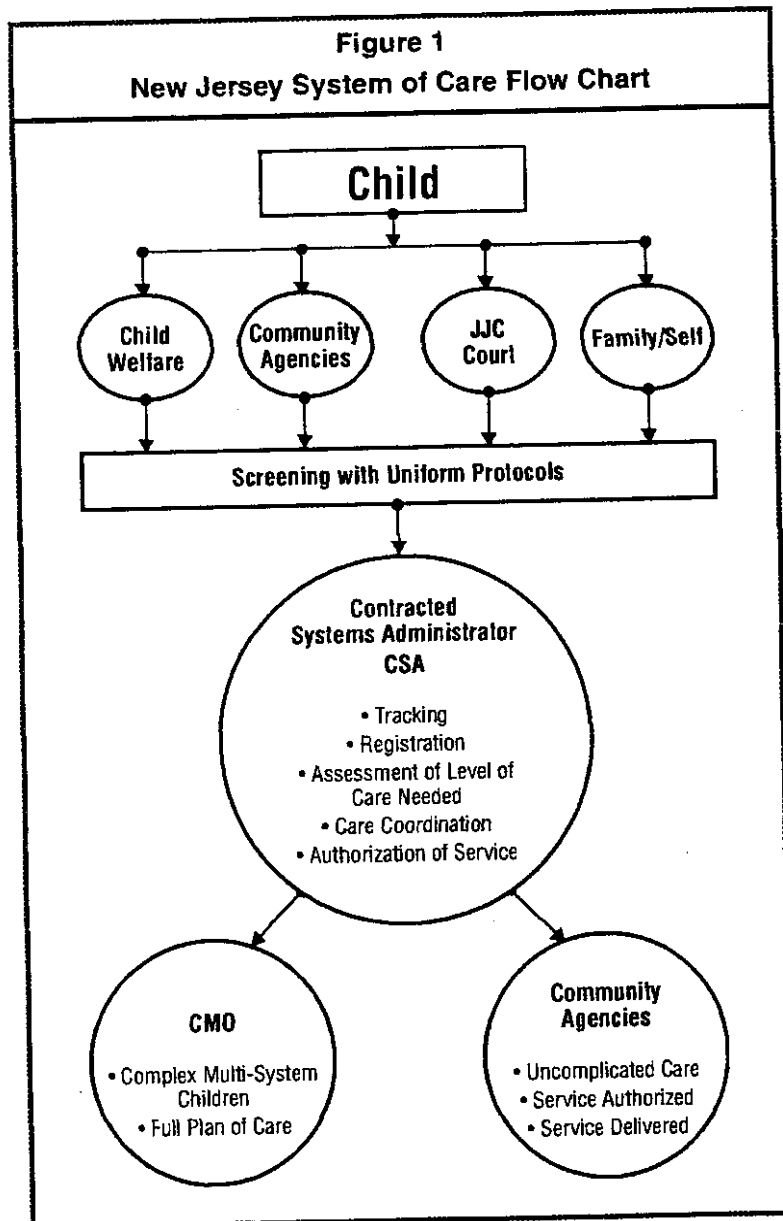 Figure 1
New Jersey System of Care Flow Chart
Child
Child
Welfare
Community
Agencies
JJC
Court
Family/Self
Screening with Uniform Protocols
Contracted
Systems Administrator
CSA
• Tracking
• Registration
• Assessment of Level of
Care Needed
• Care Coordination
• Authorization of Service
CMO
• Complex Multi-System
Children
• Full Plan of Care
Community
Agencies
• Uncomplicated Care
• Service Authorized
• Service Delivered